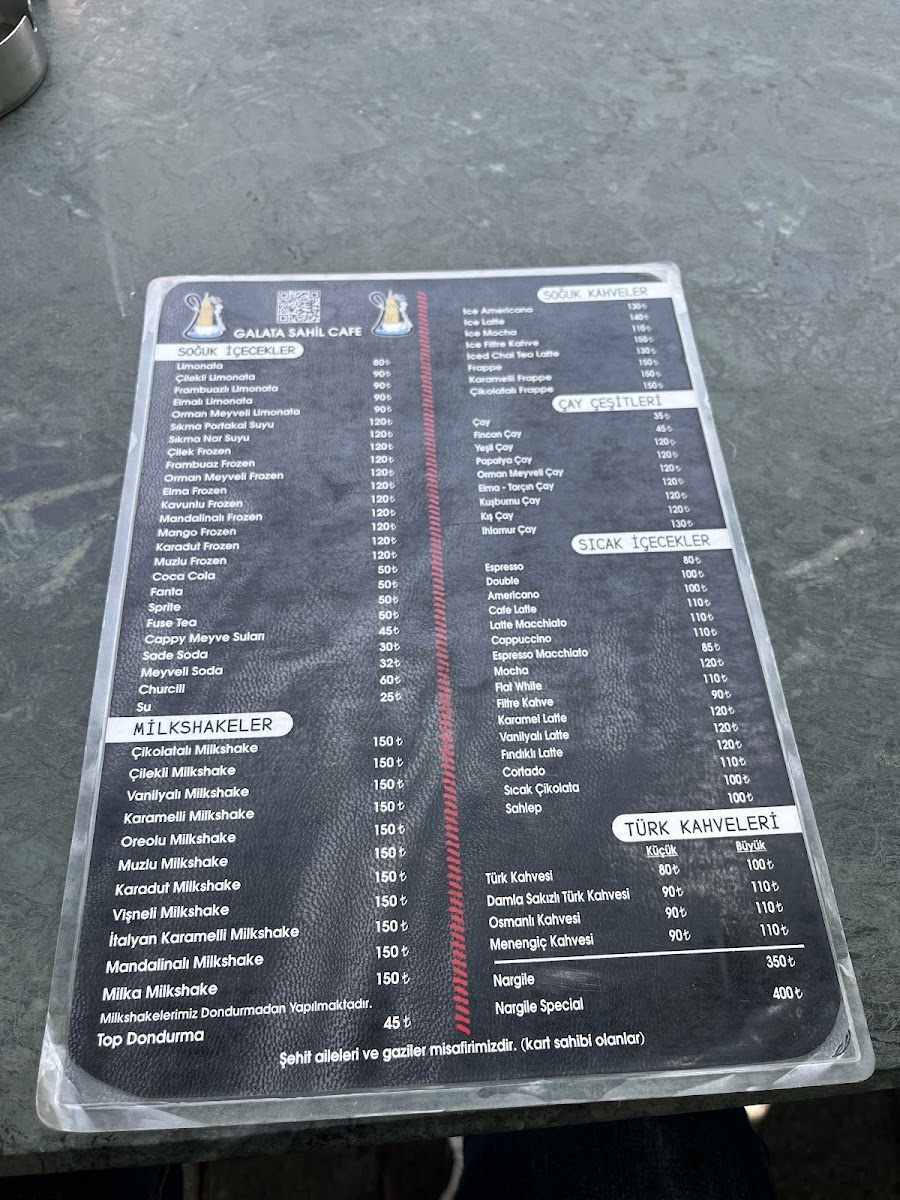 GALATA SAHİL CAFE
SOĞUK İÇECEKLER
Limonata 80₺
Çilekli Limonata 90₺
Frambuazlı Limonata 90₺
Elmalı Limonata 90₺
Orman Meyveli Limonata 90₺
Sıkma Portakal Suyu 120₺
Sıkma Nar Suyu 120₺
Çilek Frozen 120₺
Frambuaz Frozen 120₺
Orman Meyveli Frozen 120₺
Elma Frozen 120₺
Kavunlu Frozen 120₺
Mandalinalı Frozen 120₺
Mango Frozen 120₺
Karadut Frozen 120₺
Muzlu Frozen 120₺
Coca Cola 50₺
Fanta 50₺
Sprite 50₺
Fuse Tea 50₺
Cappy Meyve Suları 45₺
Sade Soda 30₺
Meyveli Soda 32₺
Churcill 60₺
Su 25₺
MİLKSHAKELER
Çikolatalı Milkshake 150₺
Çilekli Milkshake 150₺
Vanilyalı Milkshake 150₺
Karamelli Milkshake 150₺
Oreolu Milkshake 150₺
Muzlu Milkshake 150₺
Karadut Milkshake 150₺
Vişneli Milkshake 150₺
İtalyan Karamelli Milkshake 150₺
Mandalinalı Milkshake 150₺
Milka Milkshake 150₺
Milkshakelerimiz Dondurmadan Yapılmaktadır.
Top Dondurma 45₺
SOĞUK KAHVELER
Ice Americano 130₺
Ice Latte 140₺
Ice Mocha 110₺
Ice Filtre Kahve 150₺
Iced Chai Tea Latte 130₺
Frappe 150₺
Karamelli Frappe 150₺
Çikolatalı Frappe 150₺
ÇAY ÇEŞİTLERİ
Çay 35₺
Fincan Çay 45₺
Yeşil Çay 120₺
Papatya Çay 120₺
Orman Meyveli Çay 120₺
Elma - Tarçın Çay 120₺
Kuşburnu Çay 120₺
Kış Çay 120₺
Ihlamur Çay 130₺
SICAK İÇECEKLER
Espresso 80₺
Double 100₺
Americano 100₺
Cafe Latte 110₺
Latte Macchiato 110₺
Cappuccino 110₺
Espresso Macchiato 85₺
Mocha 120₺
Flat White 110₺
Filtre Kahve 90₺
Karamel Latte 120₺
Vanilyalı Latte 120₺
Fındıklı Latte 120₺
Cortado 110₺
Sıcak Çikolata 100₺
Sahlep 100₺
TÜRK KAHVELERİ
Küçük Büyük
Türk Kahvesi 80₺ 100₺
Damla Sakızlı Türk Kahvesi 90₺ 110₺
Osmanlı Kahvesi 90₺ 110₺
Menengiç Kahvesi 90₺ 110₺
Nargile 350₺
Nargile Special 400₺
Şehit aileleri ve gaziler misafirimizdir. (kart sahibi olanlar)